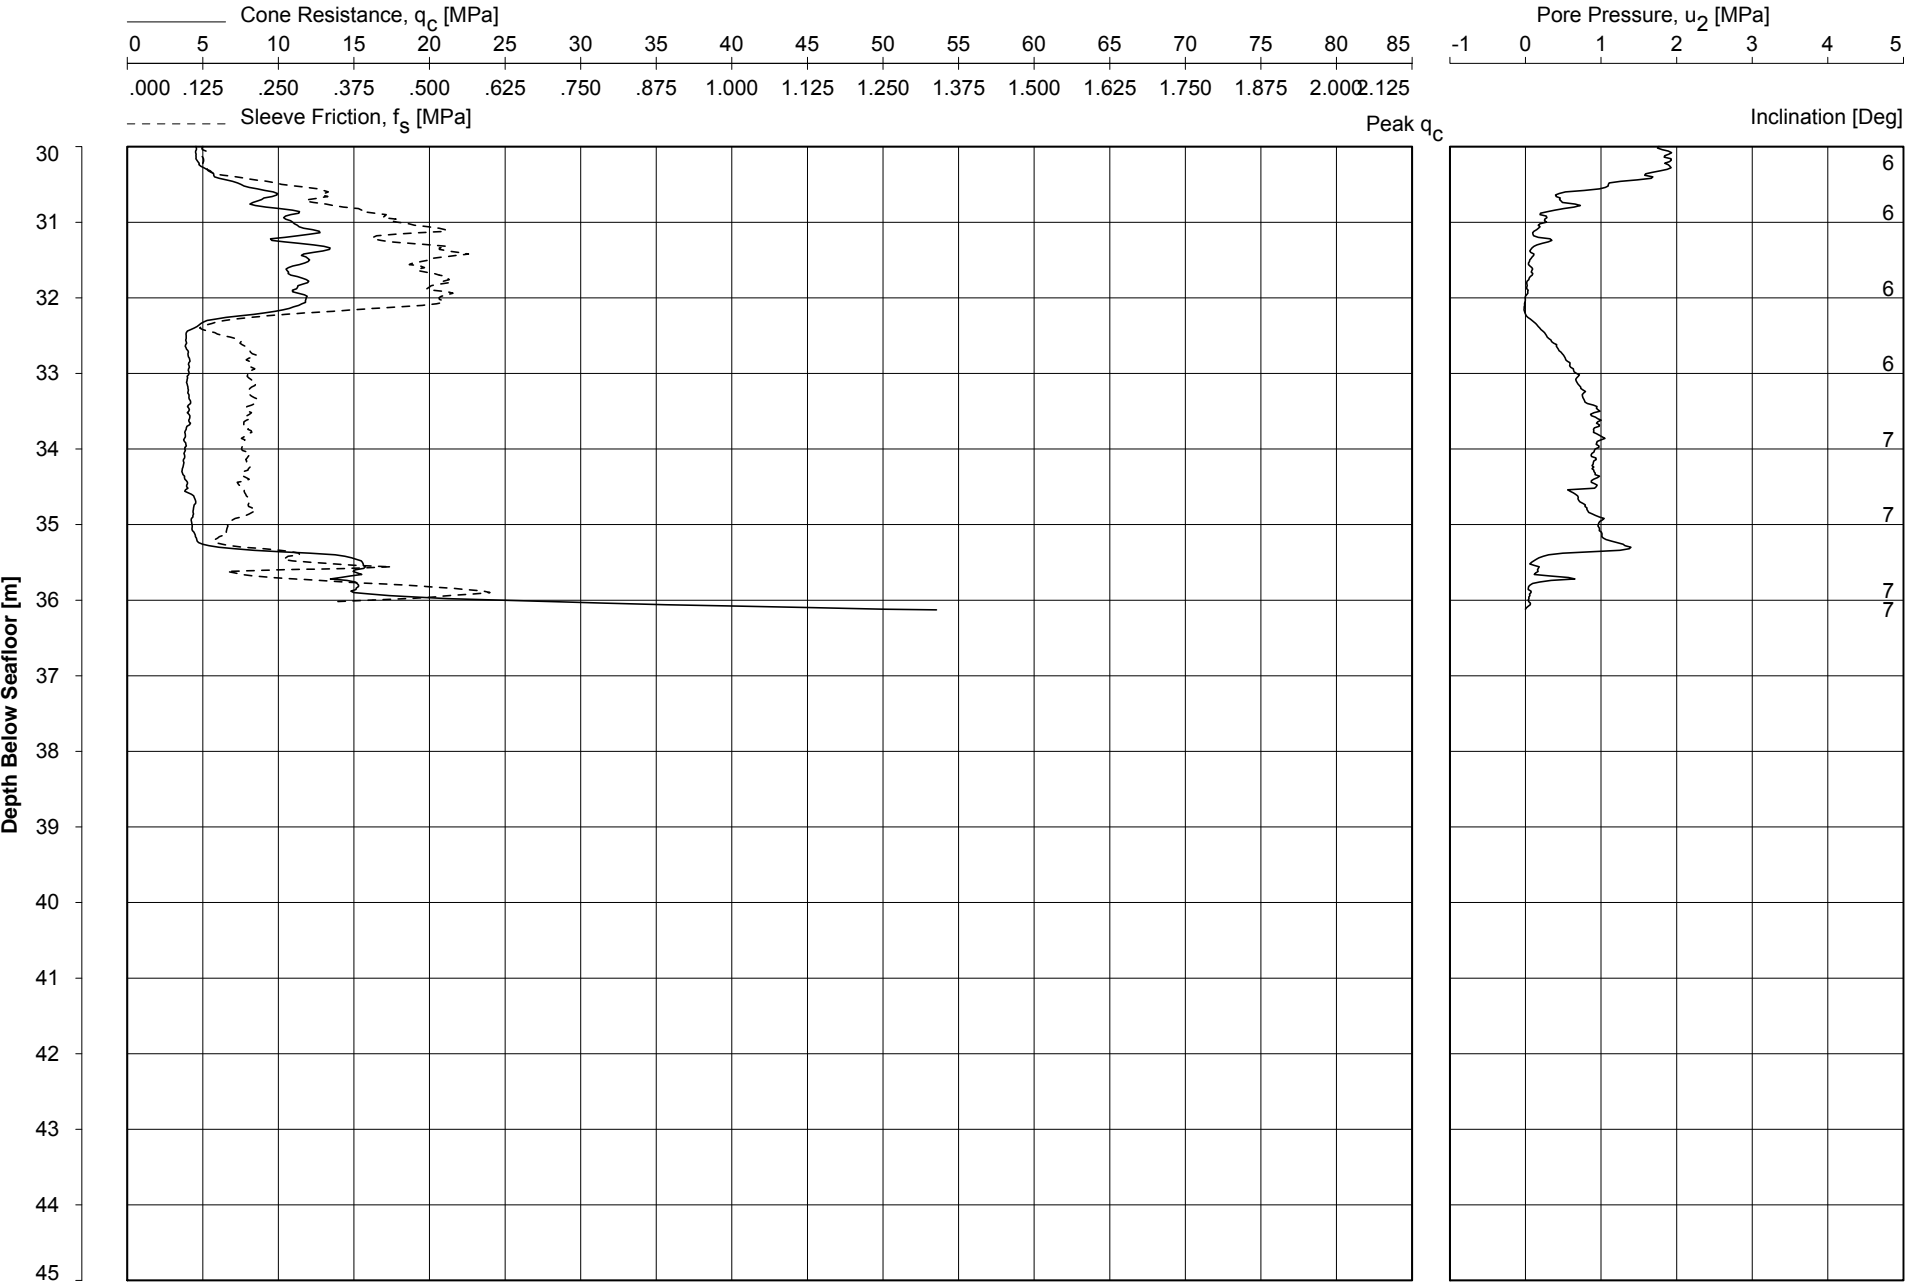 Cone Resistance, qc [MPa]
Pore Pressure, u2 [MPa]
0 5 10 15 20 25 30 35 40 45 50 55 60 65 70 75 80 85
-1 0 1 2 3 4 5
.000 .125 .250 .375 .500 .625 .750 .875 1.000 1.125 1.250 1.375 1.500 1.625 1.750 1.875 2.000 2.125
Sleeve Friction, fs [MPa]
Peak qc
Inclination [Deg]
30
6
31
6
32
6
33
6
34
7
35
7
36
7
7
37
38
39
40
41
42
43
44
45
Depth Below Seafloor [m]